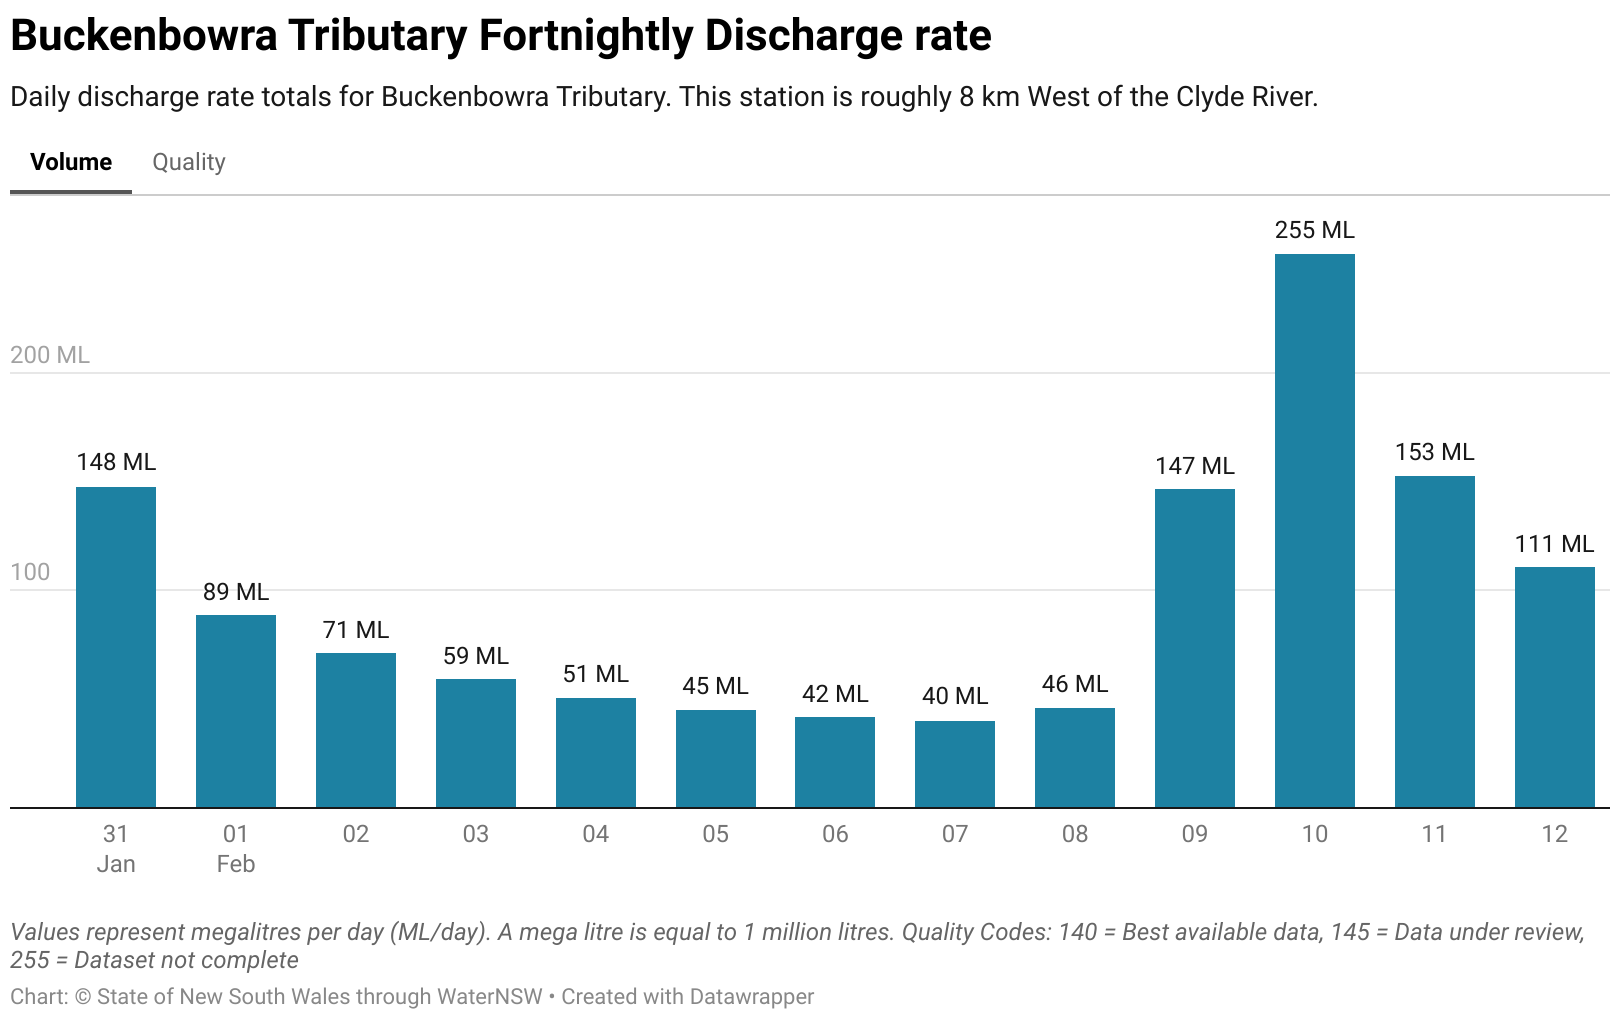 Buckenbowra Tributary Fortnightly Discharge rate
Daily discharge rate totals for Buckenbowra Tributary. This station is roughly 8 km West of the Clyde River.
Volume Quality
255 ML
200 ML
148 ML
147 ML
153 ML
111 ML
100
89 ML
71 ML
59 ML
51 ML
45 ML
42 ML
40 ML
46 ML
31 01 02 03 04 05 06 07 08 09 10 11 12
Jan Feb
Values represent megalitres per day (ML/day). A mega litre is equal to 1 million litres. Quality Codes: 140 = Best available data, 145 = Data under review,
255 = Dataset not complete
Chart: © State of New South Wales through WaterNSW • Created with Datawrapper